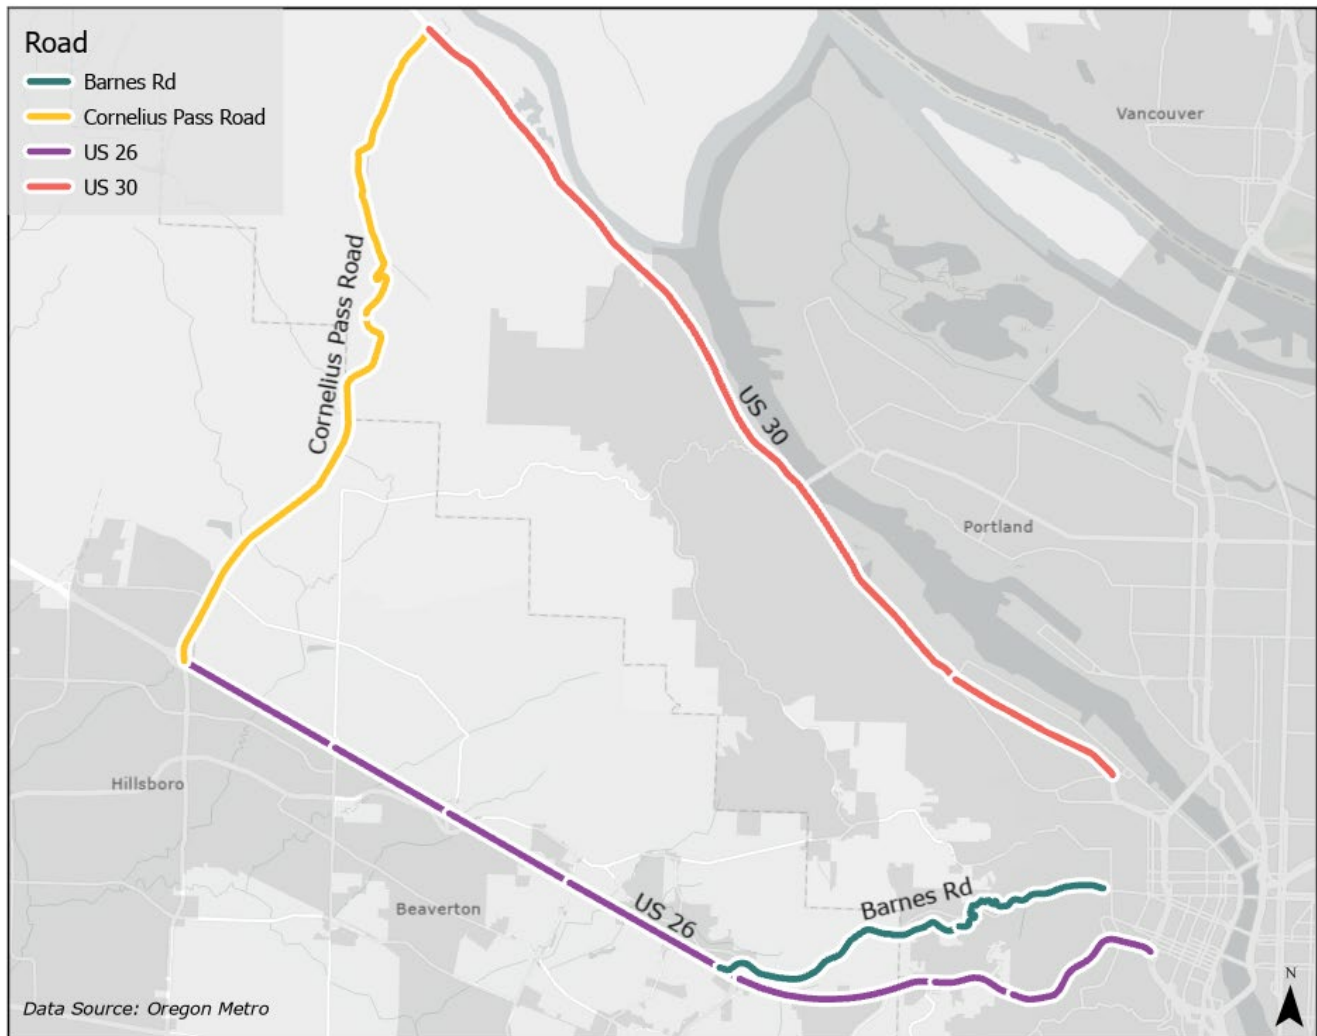 Road
Barnes Rd
Cornelius Pass Road
US 26
US 30
Vancouver
Cornelius Pass Road
US 30
Portland
Hillsboro
Beaverton
US 26
Barnes Rd
N
Data Source: Oregon Metro